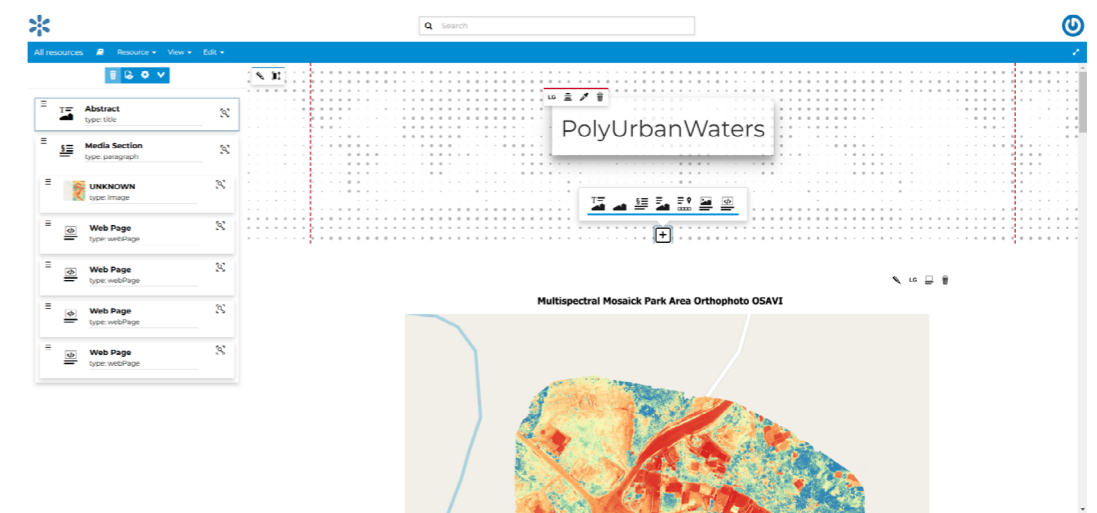 Search
All resources Resource View Edit
Abstract
type: title
Media Section
type: paragraph
UNKNOWN
type: image
Web Page
type: webPage
Web Page
type: webPage
Web Page
type: webPage
Web Page
type: webPage
LG
PolyUrbanWaters
LG
Multispectral Mosaick Park Area Orthophoto OSAVI